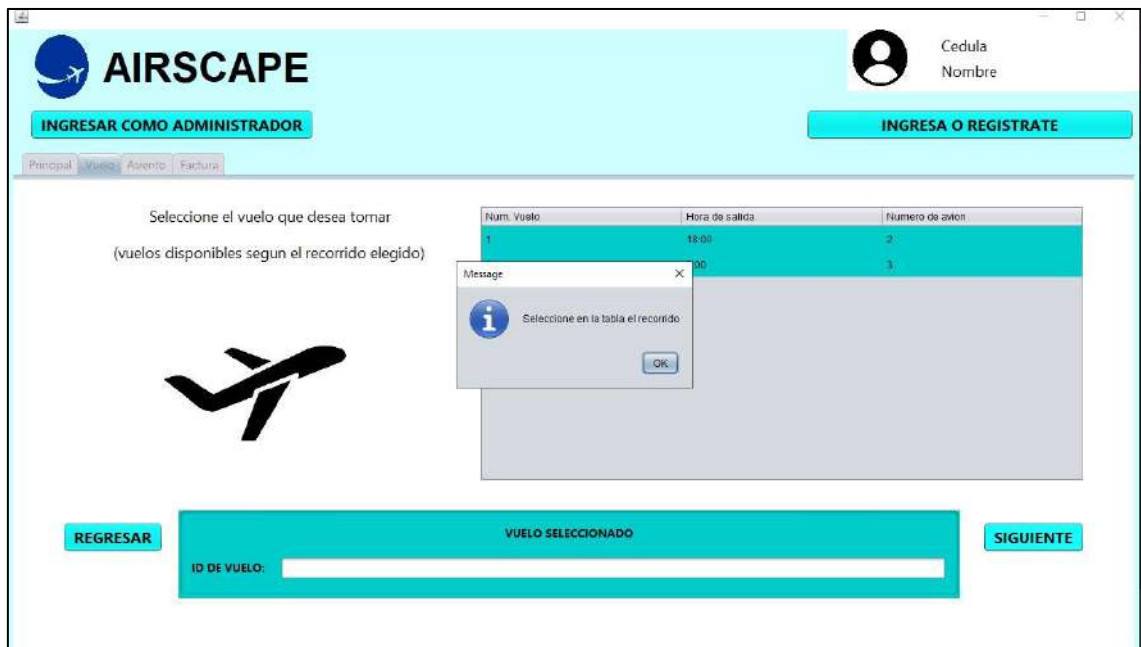 AIRSCAPE
Cedula
Nombre
INGRESAR COMO ADMINISTRADOR
INGRESA O REGISTRATE
Principal Vuelo Asiento Factura
Seleccione el vuelo que desea tomar
(vuelos disponibles segun el recorrido elegido)
Num. Vuelo Hora de salida Numero de avion
1 18:00 2
:00 3
Message
Seleccione en la tabla el recorrido
OK
REGRESAR
VUELO SELECCIONADO
SIGUIENTE
ID DE VUELO: